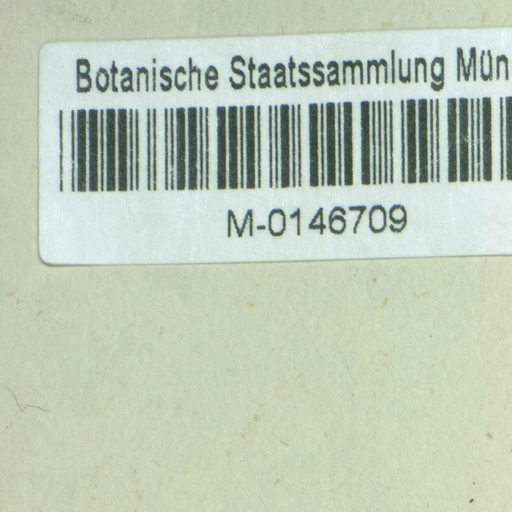 Botanische Staatssammlung Mün
M-0146709